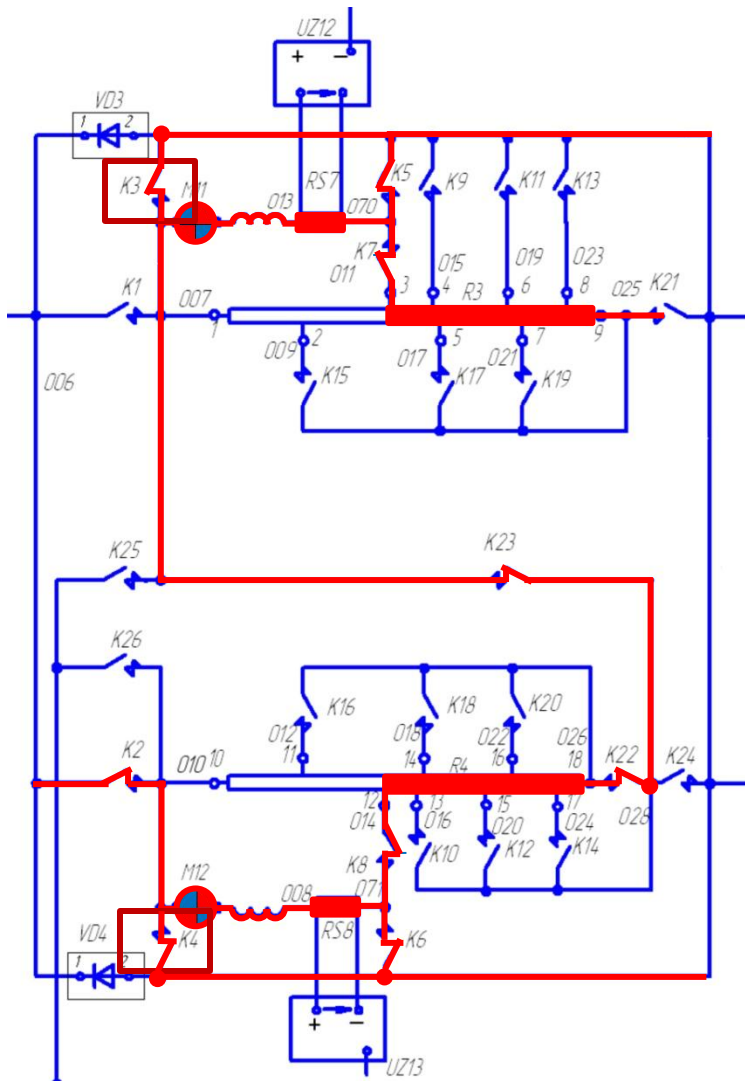 UZ12
+ −
VD3
1 2
K3
M11
013
RS7
070
K5
K9
K11
K13
K7
011
3
015
4
R3
019
6
023
8
025
K21
K1
007
1
009
2
017
5
021
7
9
006
K15
K17
K19
K25
K23
K26
K16
K18
K20
012
11
018
14
022
16
026
18
K2
010
10
R4
K22
K24
12
014
13
016
15
020
17
024
028
K8
K10
K12
K14
M12
008
071
RS8
K4
K6
VD4
1 2
+ −
UZ13